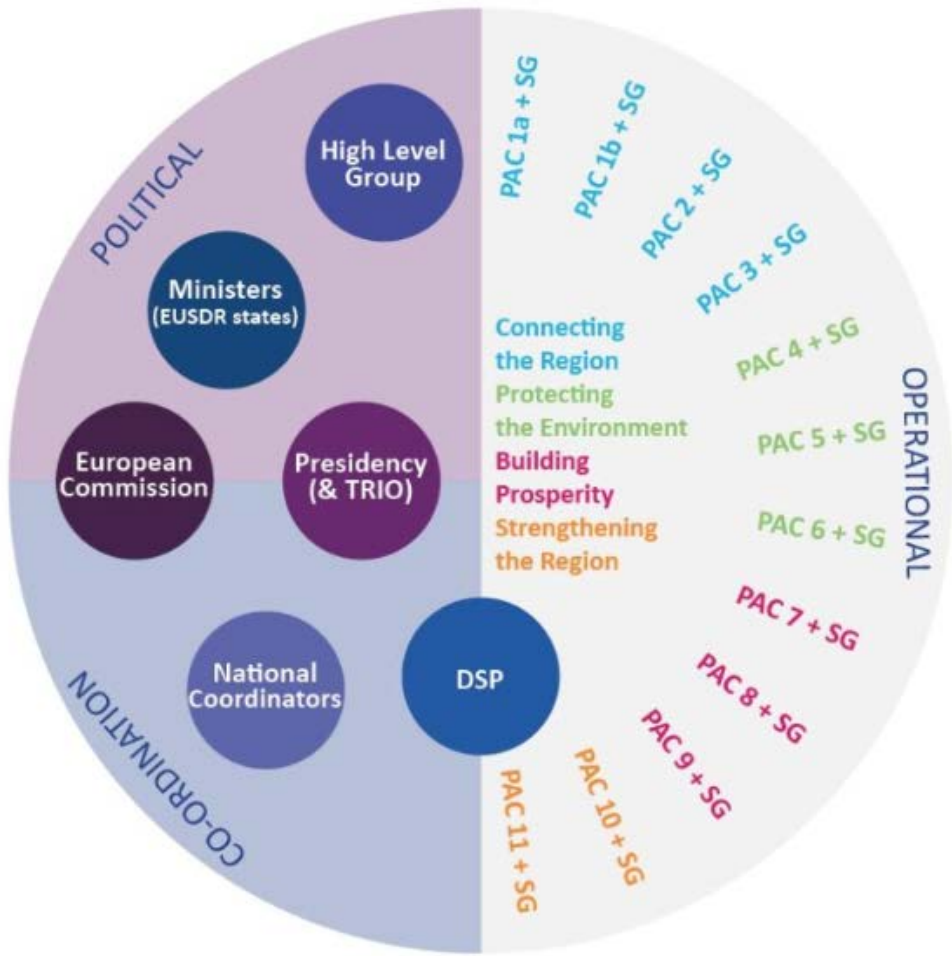 POLITICAL
High Level
Group
Ministers
(EUSDR states)
European
Commission
Presidency
(& TRIO)
CO-ORDINATION
National
Coordinators
DSP
OPERATIONAL
Connecting
the Region
Protecting
the Environment
Building
Prosperity
Strengthening
the Region
PAC 1a + SG
PAC 1b + SG
PAC 2 + SG
PAC 3 + SG
PAC 4 + SG
PAC 5 + SG
PAC 6 + SG
PAC 7 + SG
PAC 8 + SG
PAC 9 + SG
PAC 10 + SG
PAC 11 + SG